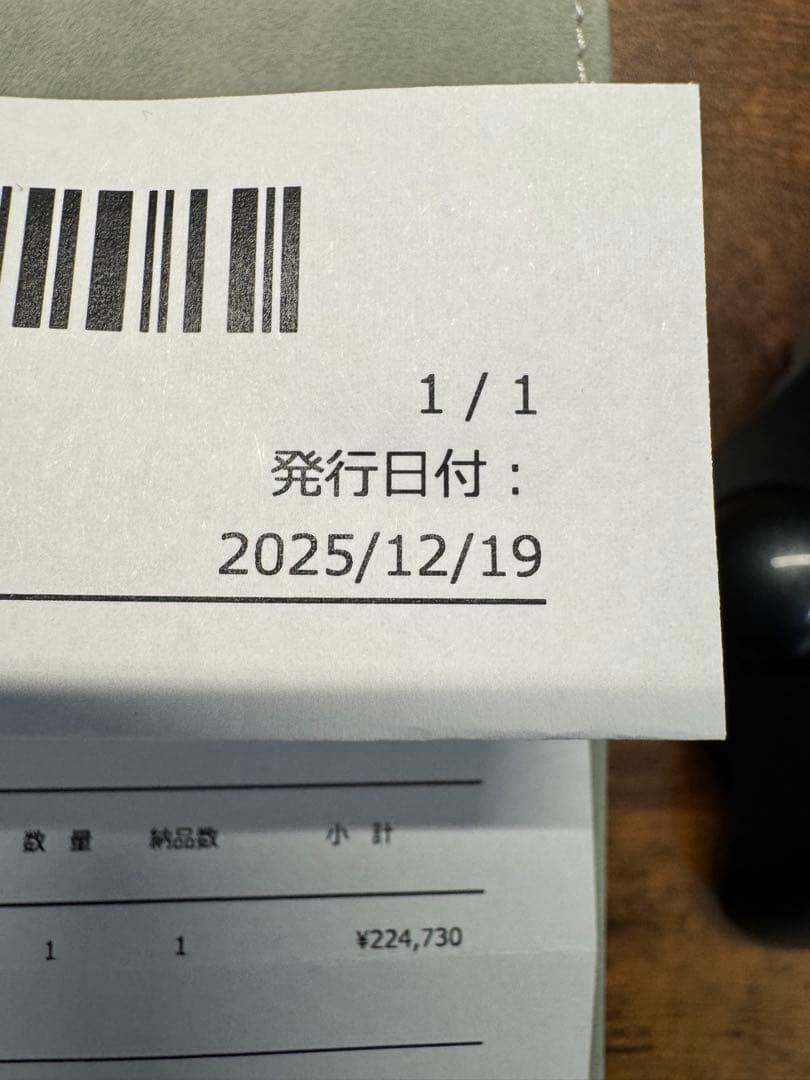 1 / 1
発行日付：
2025/12/19
数 量 納品数 小 計
1 1 ¥224,730